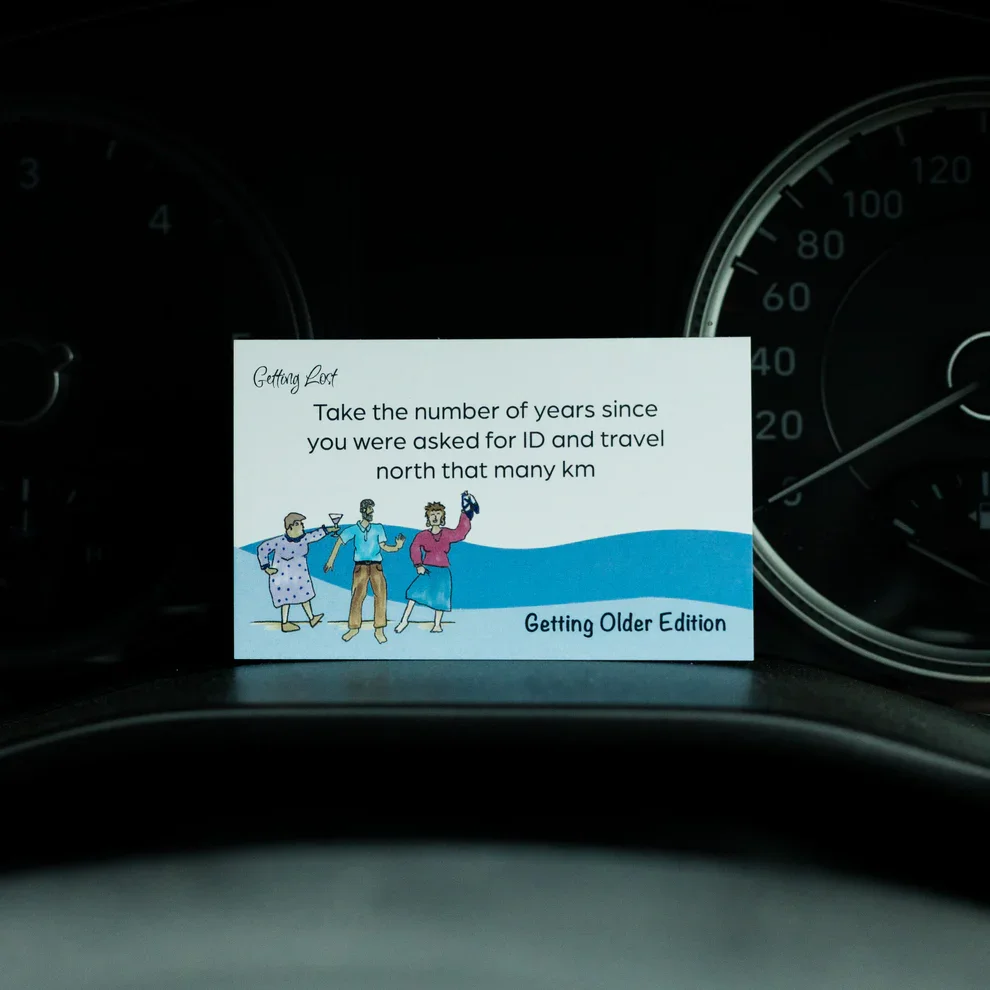 3
4
120
100
80
60
40
20
Getting Lost
Take the number of years since
you were asked for ID and travel
north that many km
Getting Older Edition